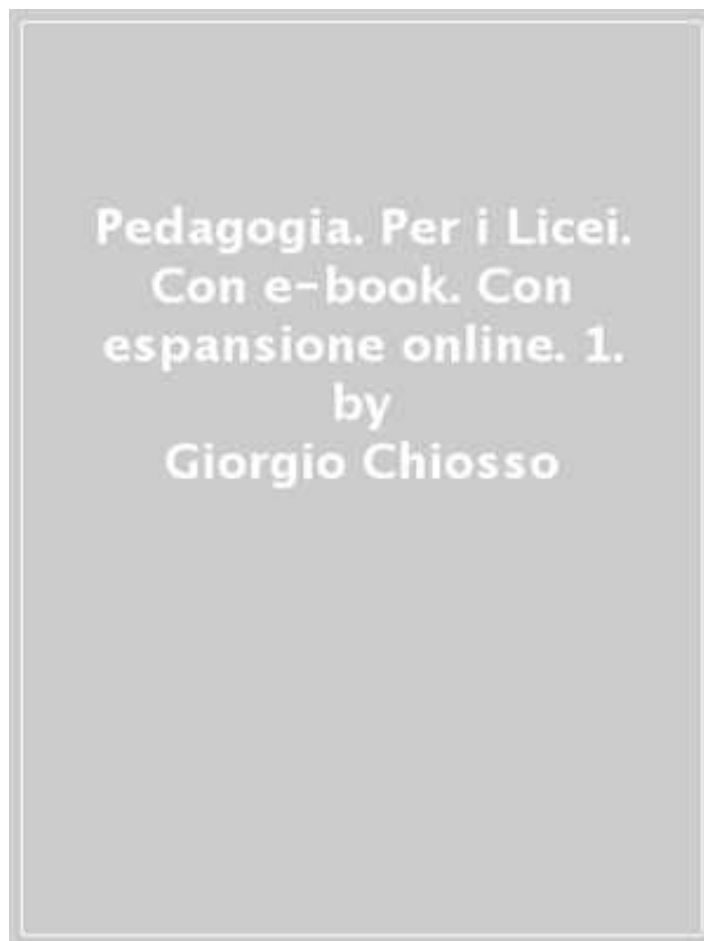 Pedagogia. Per i Licei.
Con e-book. Con
espansione online. 1.
by
Giorgio Chiosso